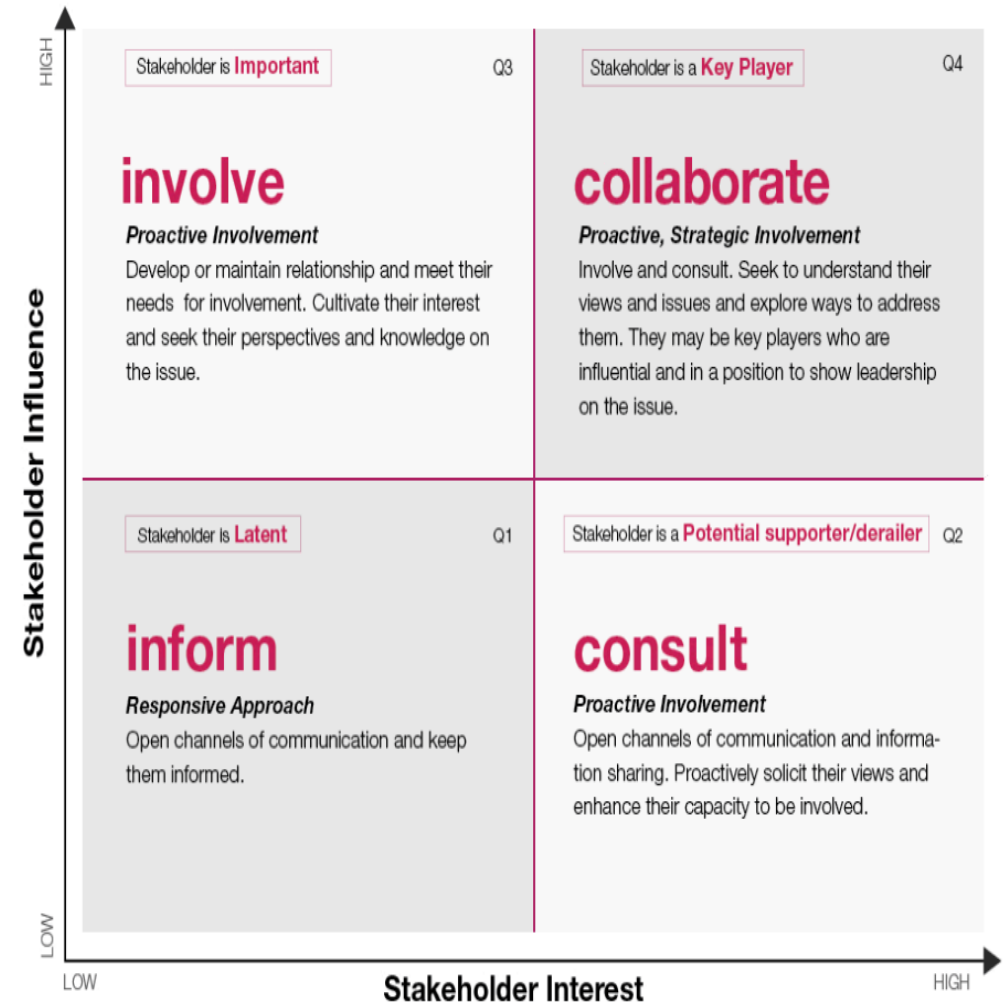 HIGH
Stakeholder is Important
Q3
involve
Proactive Involvement
Develop or maintain relationship and meet their
needs for involvement. Cultivate their interest
and seek their perspectives and knowledge on
the issue.
Stakeholder is a Key Player
Q4
collaborate
Proactive, Strategic Involvement
Involve and consult. Seek to understand their
views and issues and explore ways to address
them. They may be key players who are
influential and in a position to show leadership
on the issue.
Stakeholder Influence
Stakeholder is Latent
Q1
inform
Responsive Approach
Open channels of communication and keep
them informed.
Stakeholder is a Potential supporter/derailer
Q2
consult
Proactive Involvement
Open channels of communication and informa-
tion sharing. Proactively solicit their views and
enhance their capacity to be involved.
LOW
LOW
Stakeholder Interest
HIGH